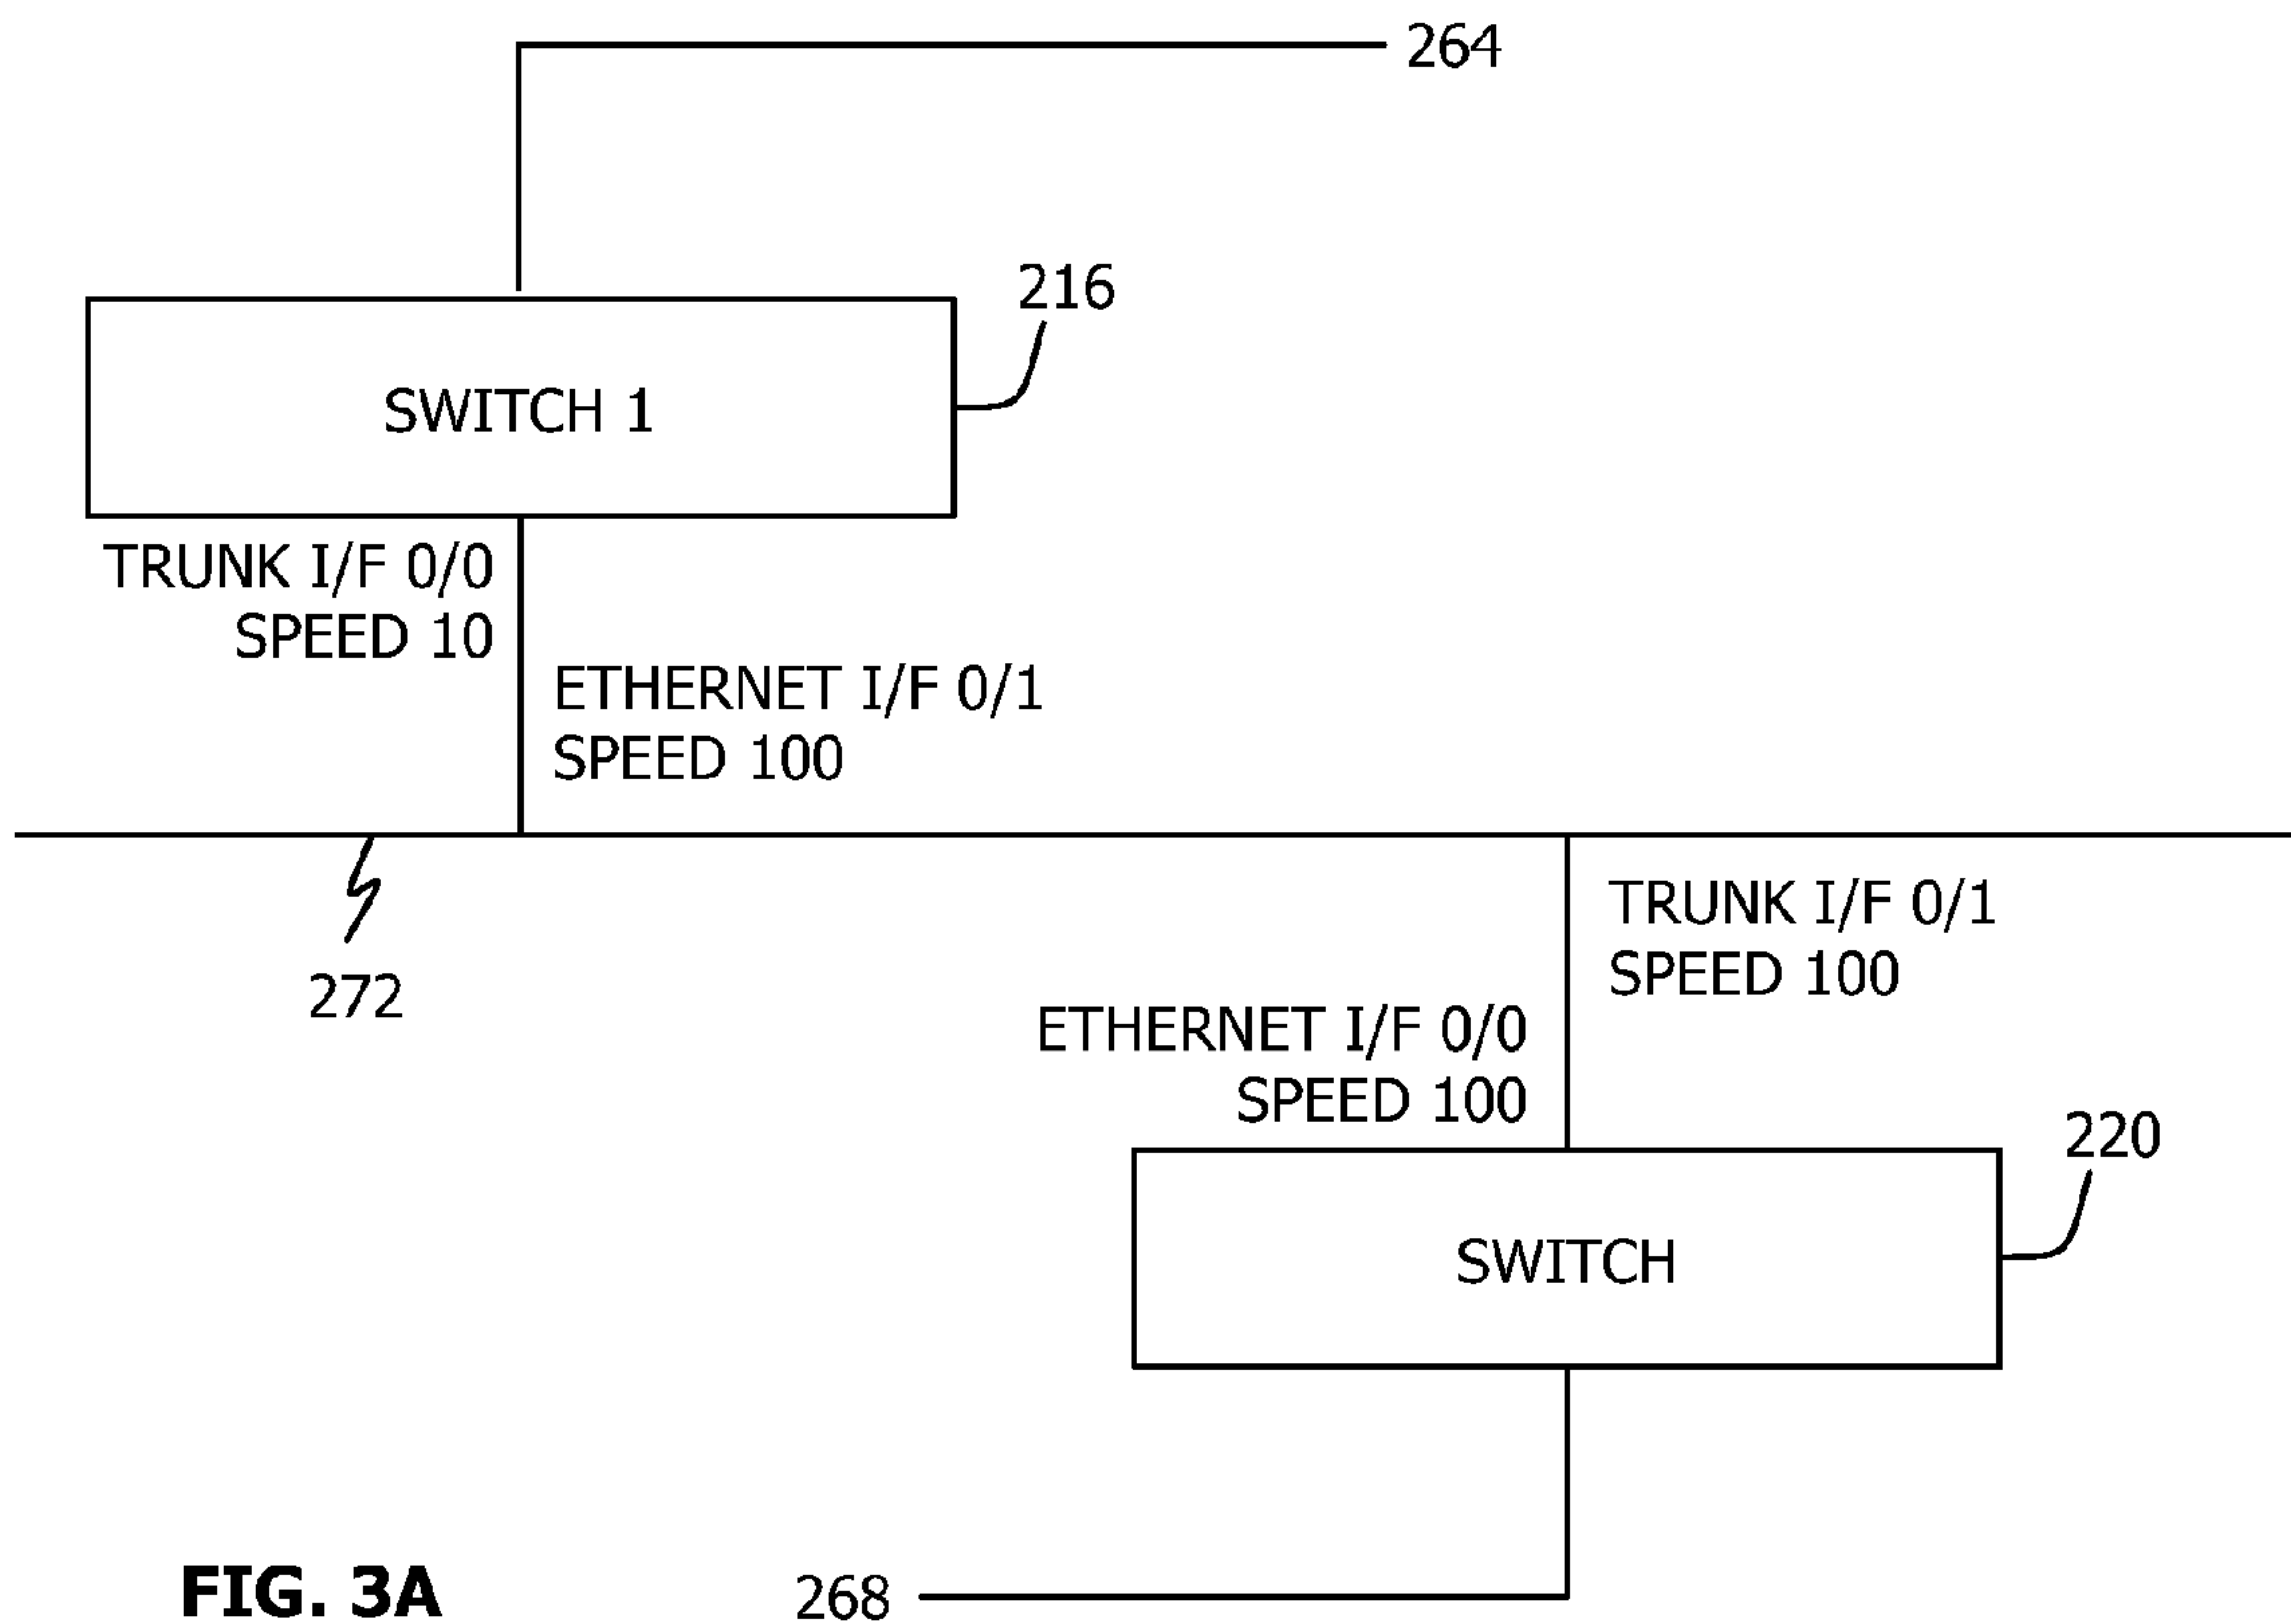 264
216
SWITCH 1
TRUNK I/F 0/0
SPEED 10
ETHERNET I/F 0/1
SPEED 100
272
TRUNK I/F 0/1
SPEED 100
ETHERNET I/F 0/0
SPEED 100
220
SWITCH
268
FIG. 3A